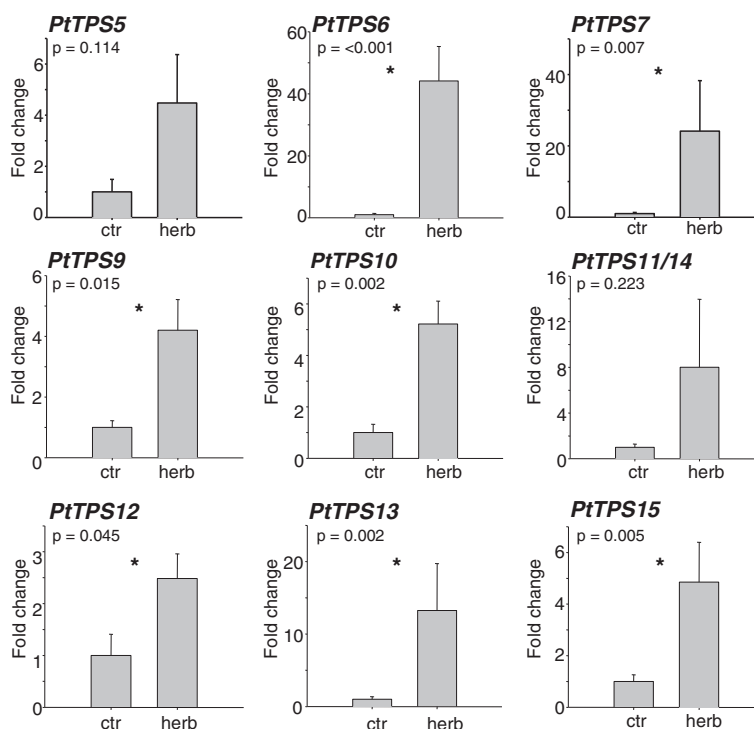 PtTPS5
p = 0.114
Fold change
6
4
2
0
ctr herb
PtTPS6
p = <0.001
*
Fold change
60
40
20
0
ctr herb
PtTPS7
p = 0.007
*
Fold change
40
20
0
ctr herb
PtTPS9
p = 0.015
*
Fold change
6
4
2
0
ctr herb
PtTPS10
p = 0.002
*
Fold change
6
4
2
0
ctr herb
PtTPS11/14
p = 0.223
Fold change
16
12
8
4
0
ctr herb
PtTPS12
p = 0.045
*
Fold change
3
2
1
0
ctr herb
PtTPS13
p = 0.002
*
Fold change
20
10
0
ctr herb
PtTPS15
p = 0.005
*
Fold change
6
4
2
0
ctr herb